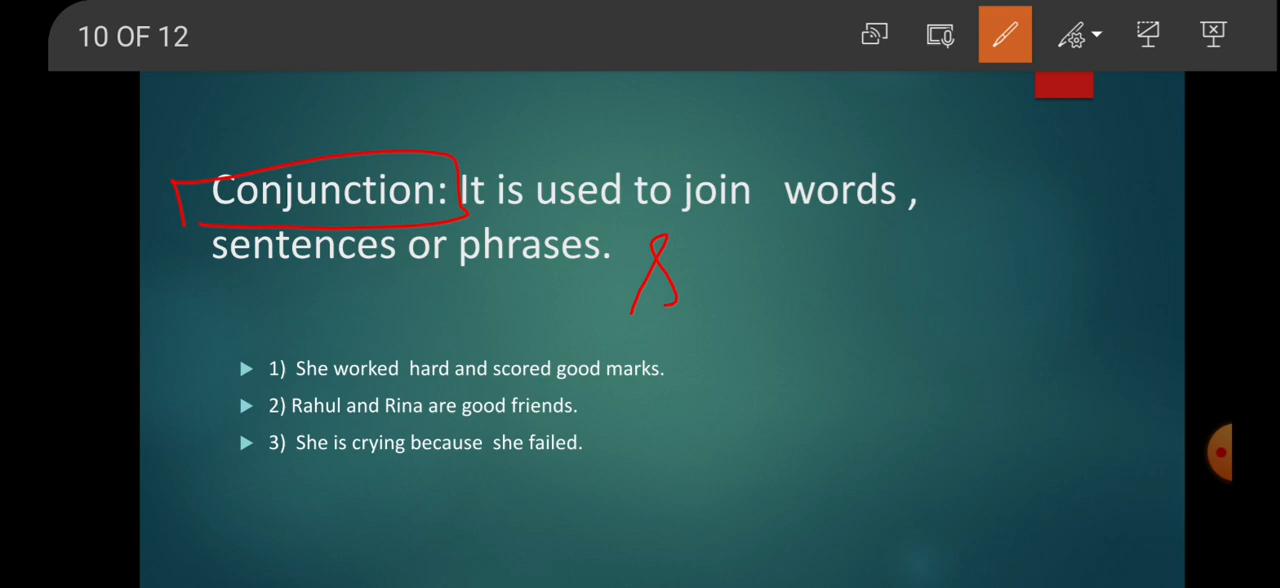 10 OF 12
Conjunction: It is used to join words ,
sentences or phrases.
8
1) She worked hard and scored good marks.
2) Rahul and Rina are good friends.
3) She is crying because she failed.